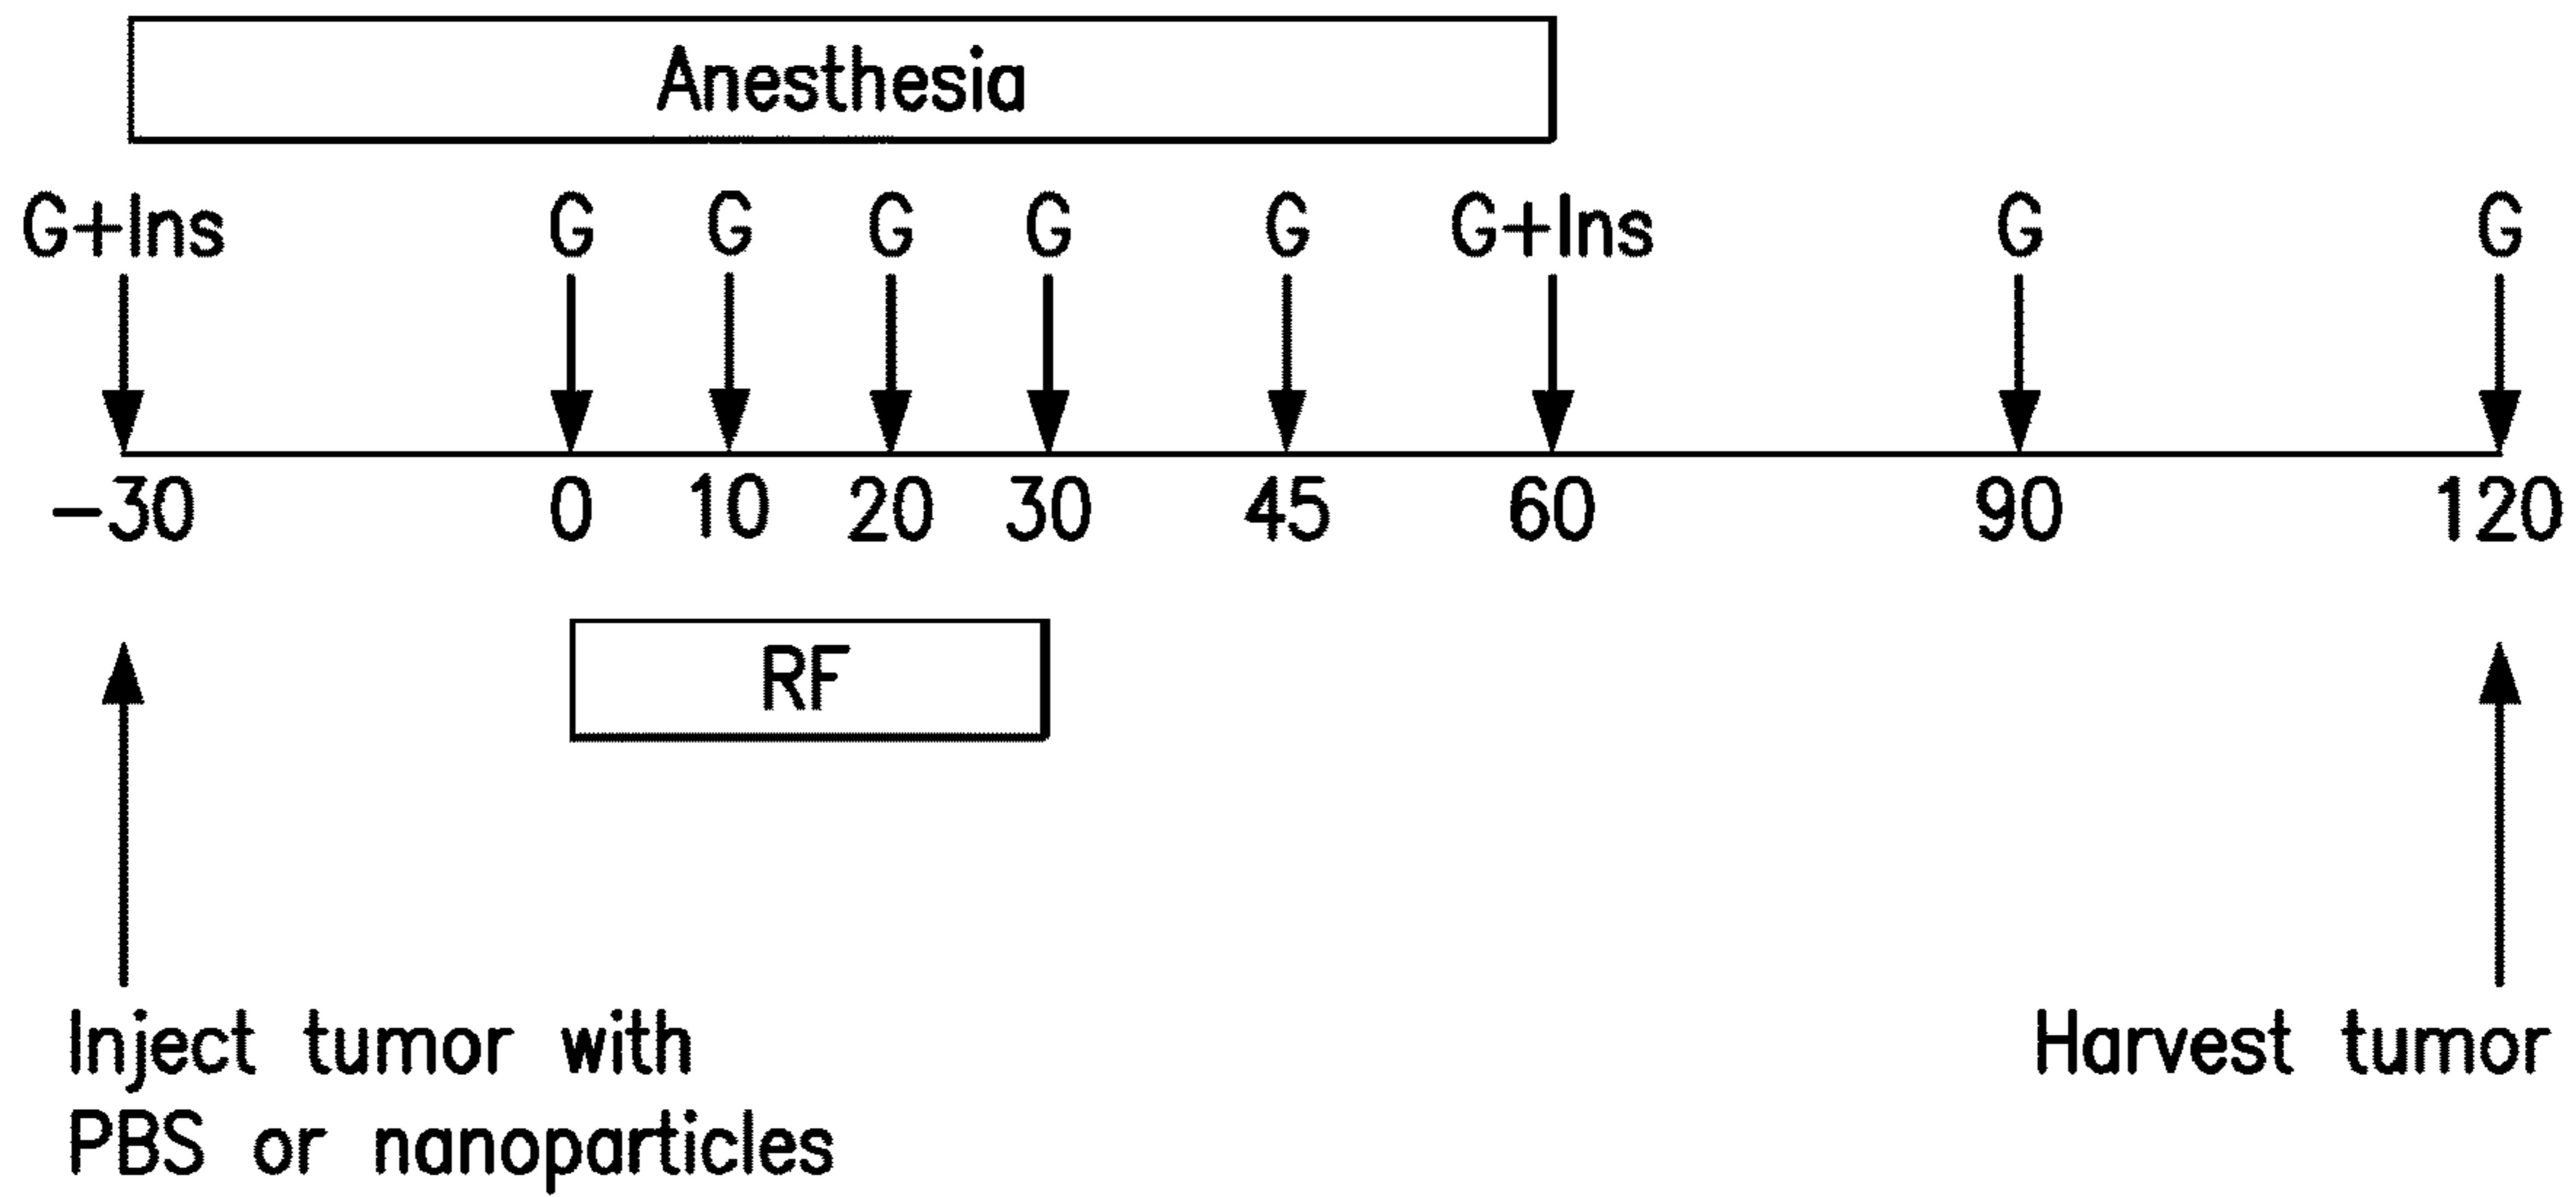 Anesthesia
G+Ins G G G G G G+Ins G G
−30 0 10 20 30 45 60 90 120
RF
Inject tumor with
PBS or nanoparticles
Harvest tumor